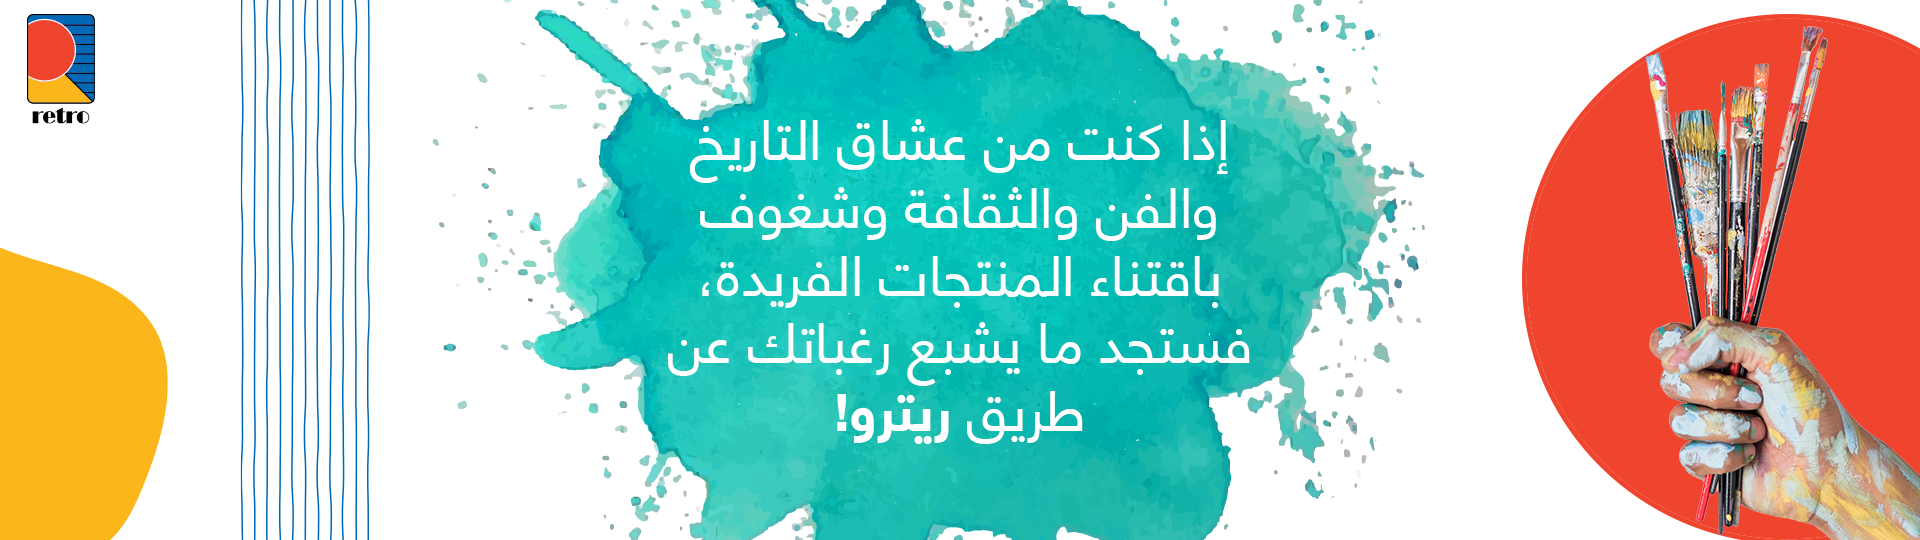 retro
إذا كنت من عشاق التاريخ
والفن والثقافة وشغوف
باقتناء المنتجات الفريدة،
فستجد ما يشبع رغباتك عن
طريق ريترو!